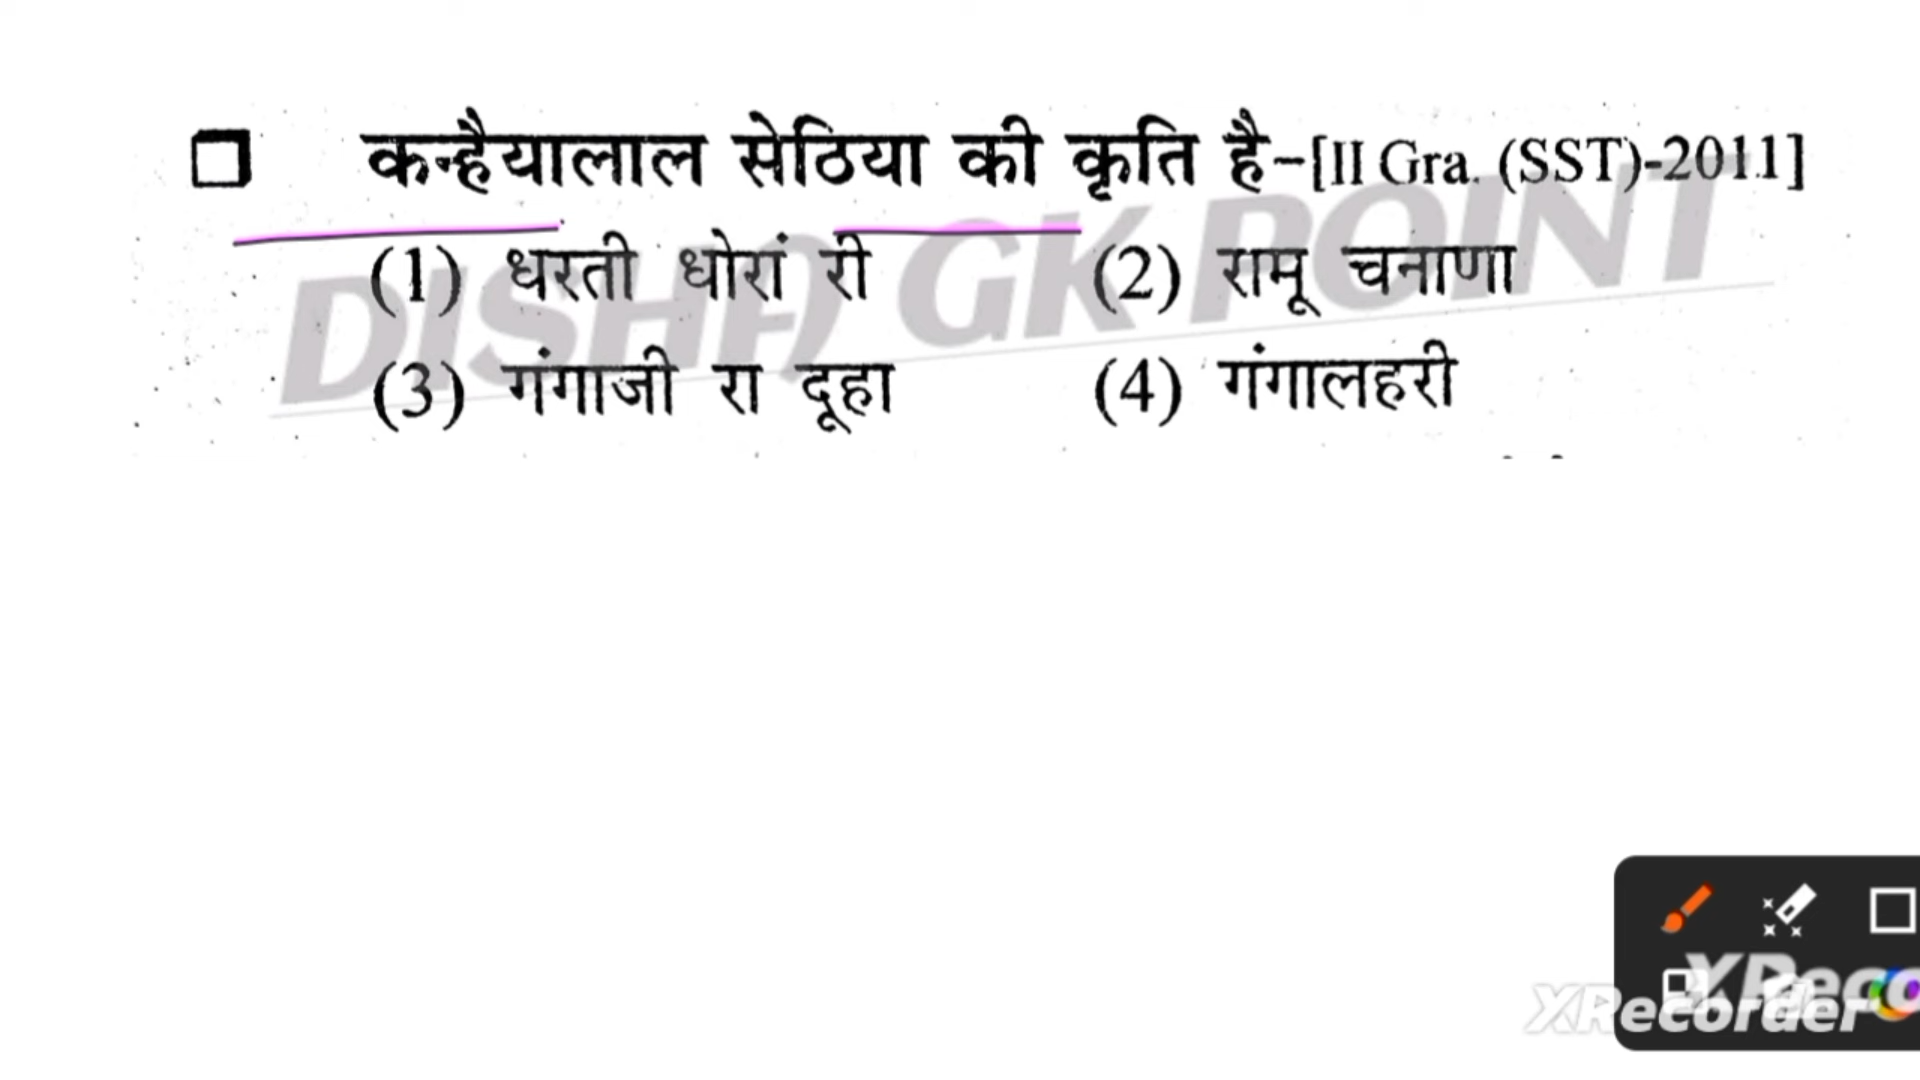 कन्हैयालाल सेठिया की कृति है–[II Gra. (SST)-2011]
(1) धरती धोरां री (2) रामू चनाणा
(3) गंगाजी रा दूहा (4) गंगालहरी
DISHA GK POINT
XRecorder